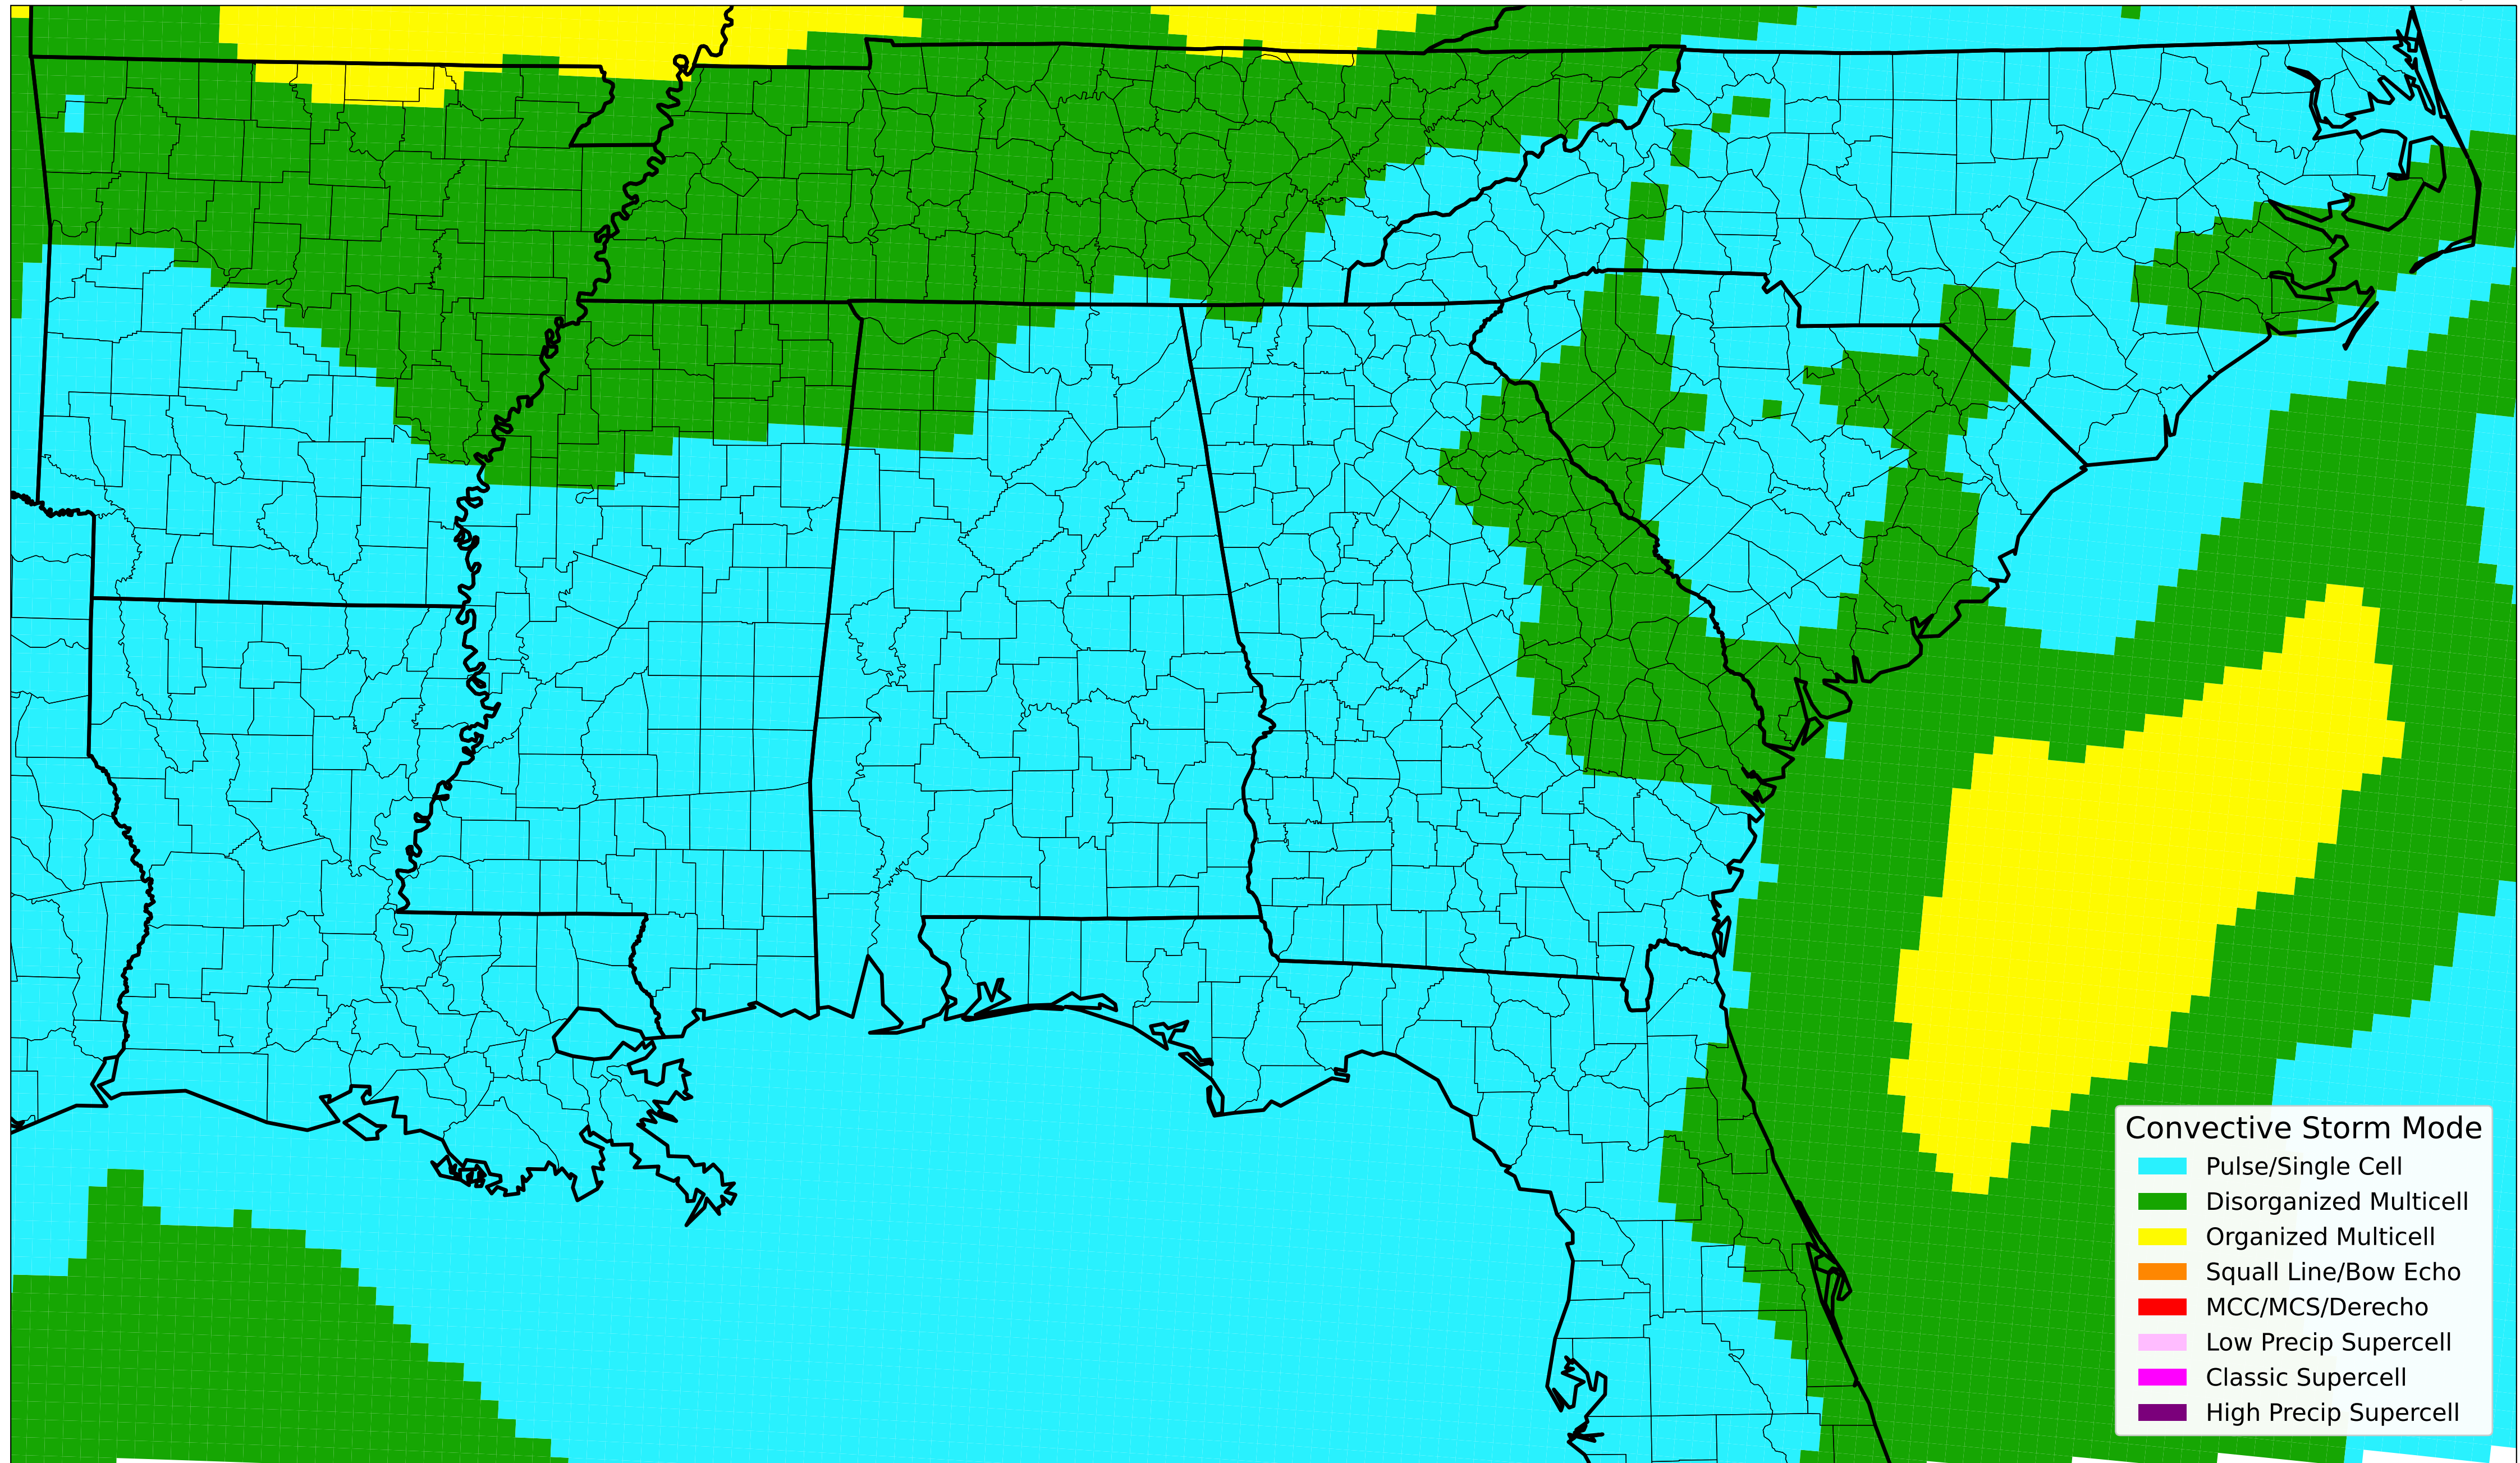 Convective Storm Mode
Pulse/Single Cell
Disorganized Multicell
Organized Multicell
Squall Line/Bow Echo
MCC/MCS/Derecho
Low Precip Supercell
Classic Supercell
High Precip Supercell